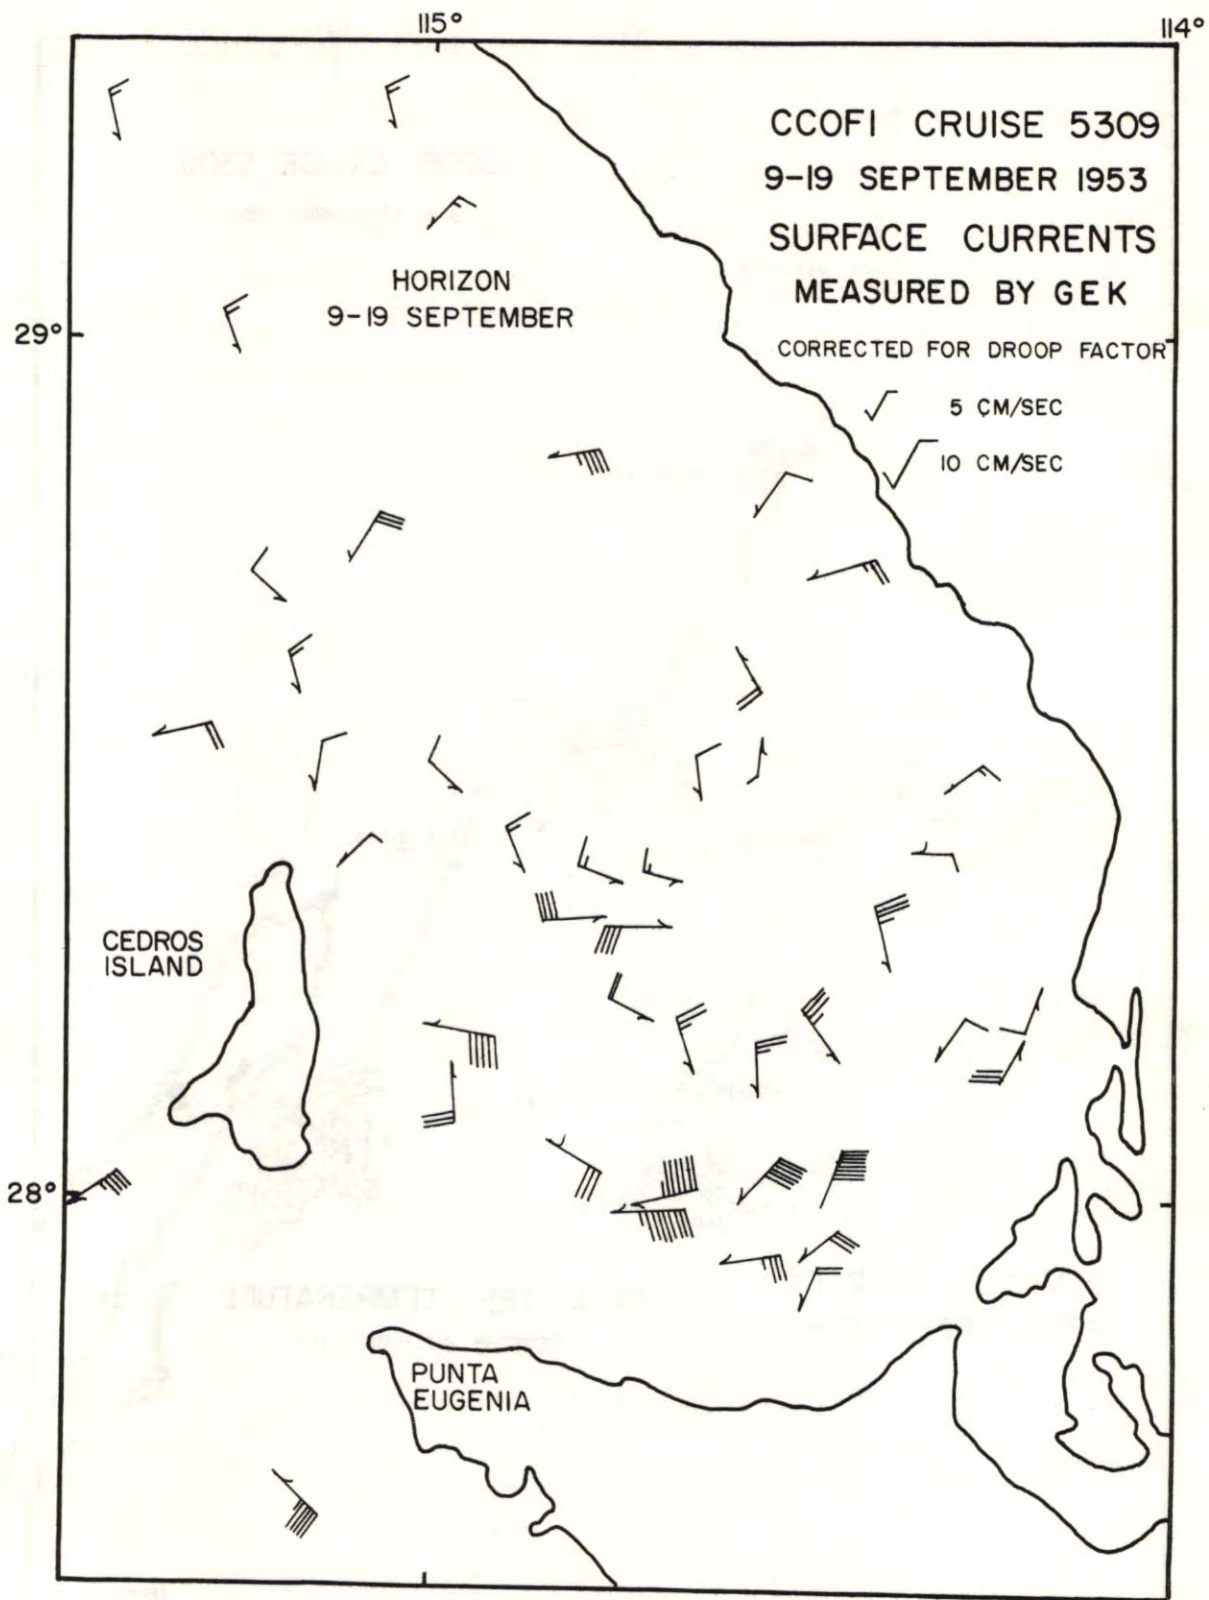 115° 114°
CCOFI CRUISE 5309
9-19 SEPTEMBER 1953
SURFACE CURRENTS
MEASURED BY GEK
CORRECTED FOR DROOP FACTOR
5 CM/SEC
10 CM/SEC
HORIZON
9-19 SEPTEMBER
29°
CEDROS
ISLAND
28°
PUNTA
EUGENIA